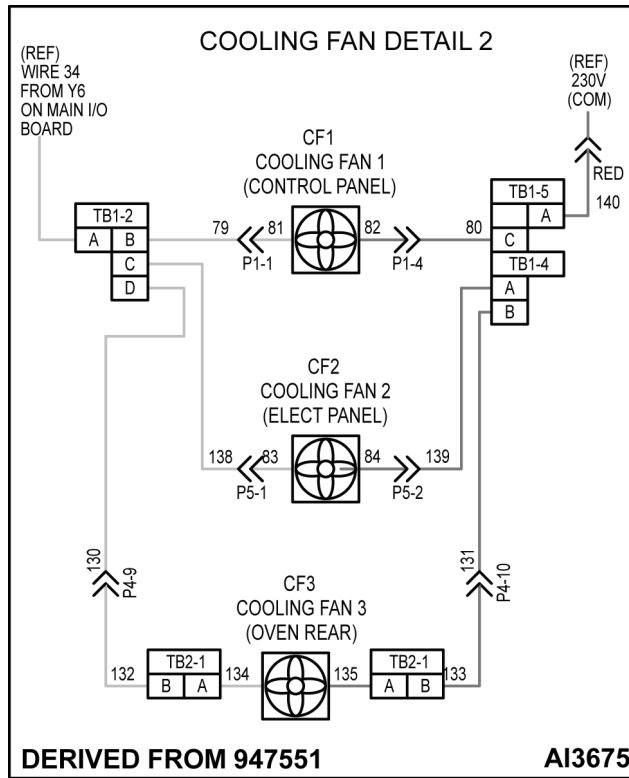 COOLING FAN DETAIL 2
(REF)
WIRE 34
FROM Y6
ON MAIN I/O
BOARD
(REF)
230V
(COM)
RED
140
CF1
COOLING FAN 1
(CONTROL PANEL)
TB1-2
A B
C
D
79 81 82 80
P1-1 P1-4
TB1-5
A
C
TB1-4
A
B
CF2
COOLING FAN 2
(ELECT PANEL)
138 83 84 139
P5-1 P5-2
130
P4-9
131
P4-10
CF3
COOLING FAN 3
(OVEN REAR)
132 TB2-1 134 135 TB2-1 133
B A A B
DERIVED FROM 947551 AI3675